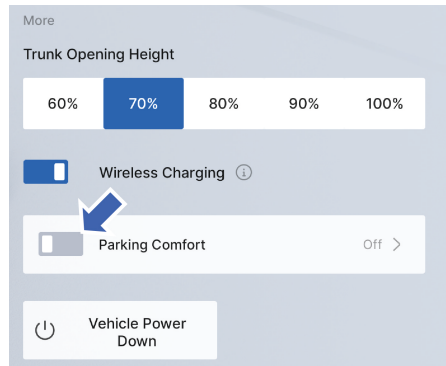 More
Trunk Opening Height
60% 70% 80% 90% 100%
Wireless Charging i
Parking Comfort Off >
Vehicle Power
Down